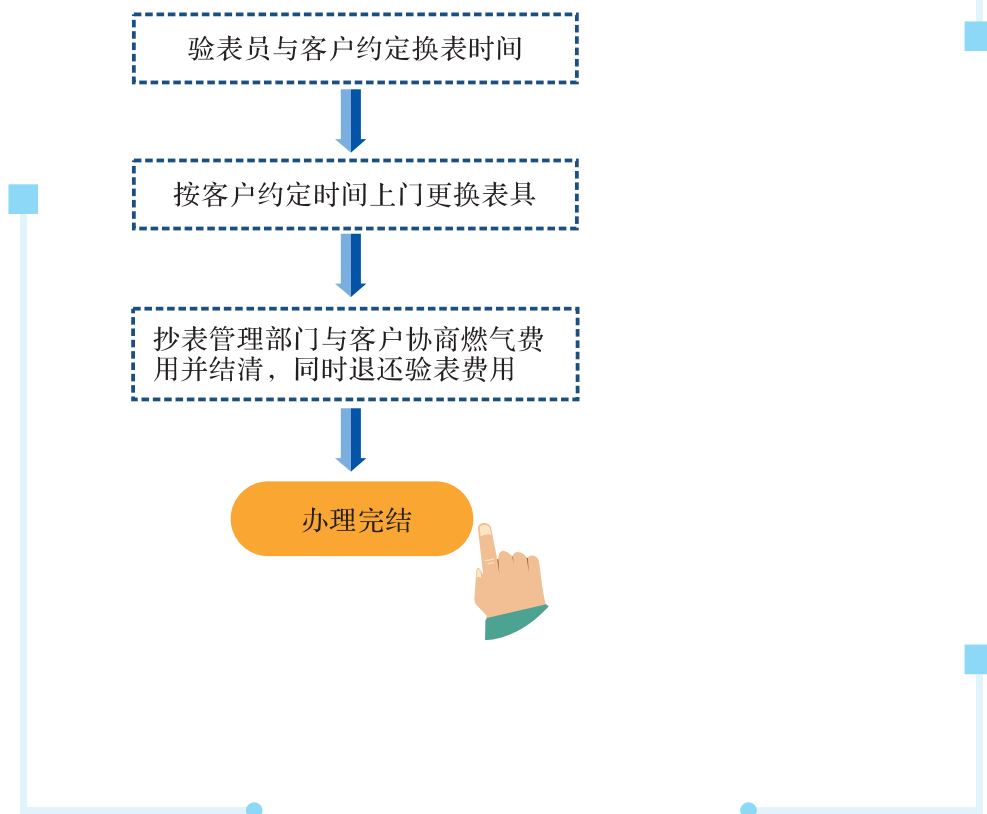 验表员与客户约定换表时间
按客户约定时间上门更换表具
抄表管理部门与客户协商燃气费
用并结清，同时退还验表费用
办理完结